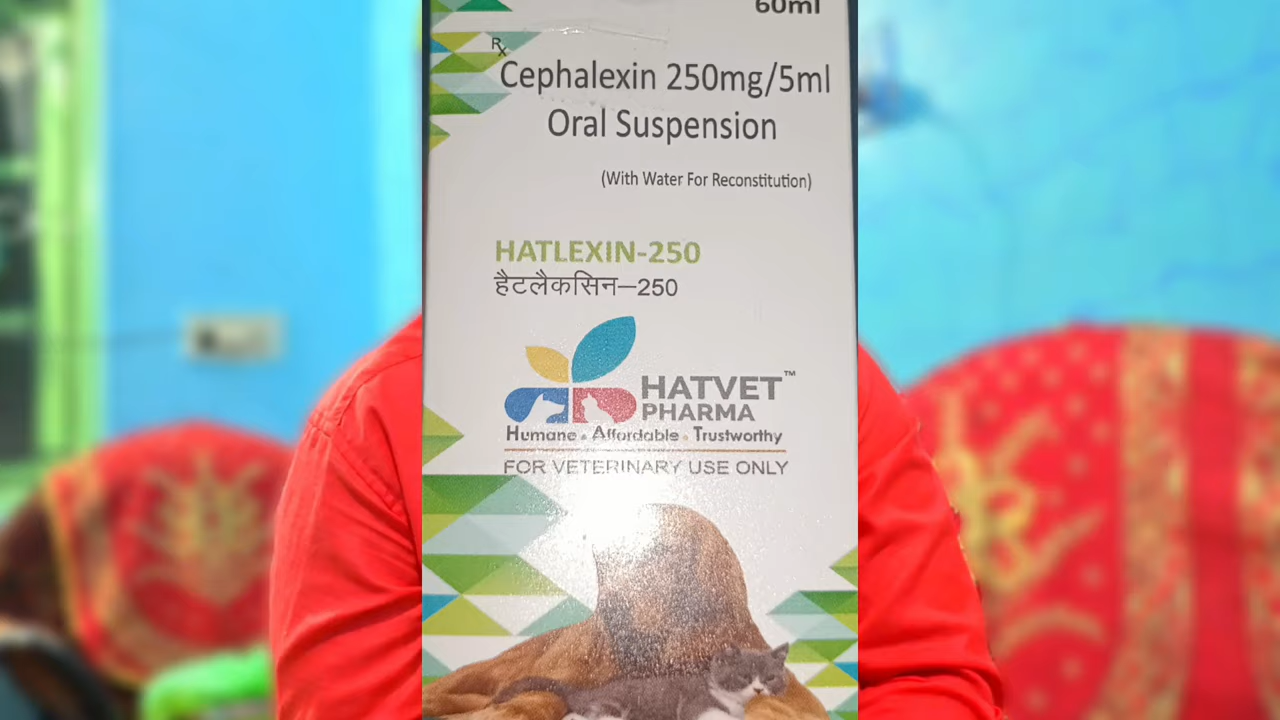 60ml
Rx
Cephalexin 250mg/5ml
Oral Suspension
(With Water For Reconstitution)
HATLEXIN-250
हैटलैकसिन–250
HATVET™
PHARMA
Humane • Affordable • Trustworthy
FOR VETERINARY USE ONLY